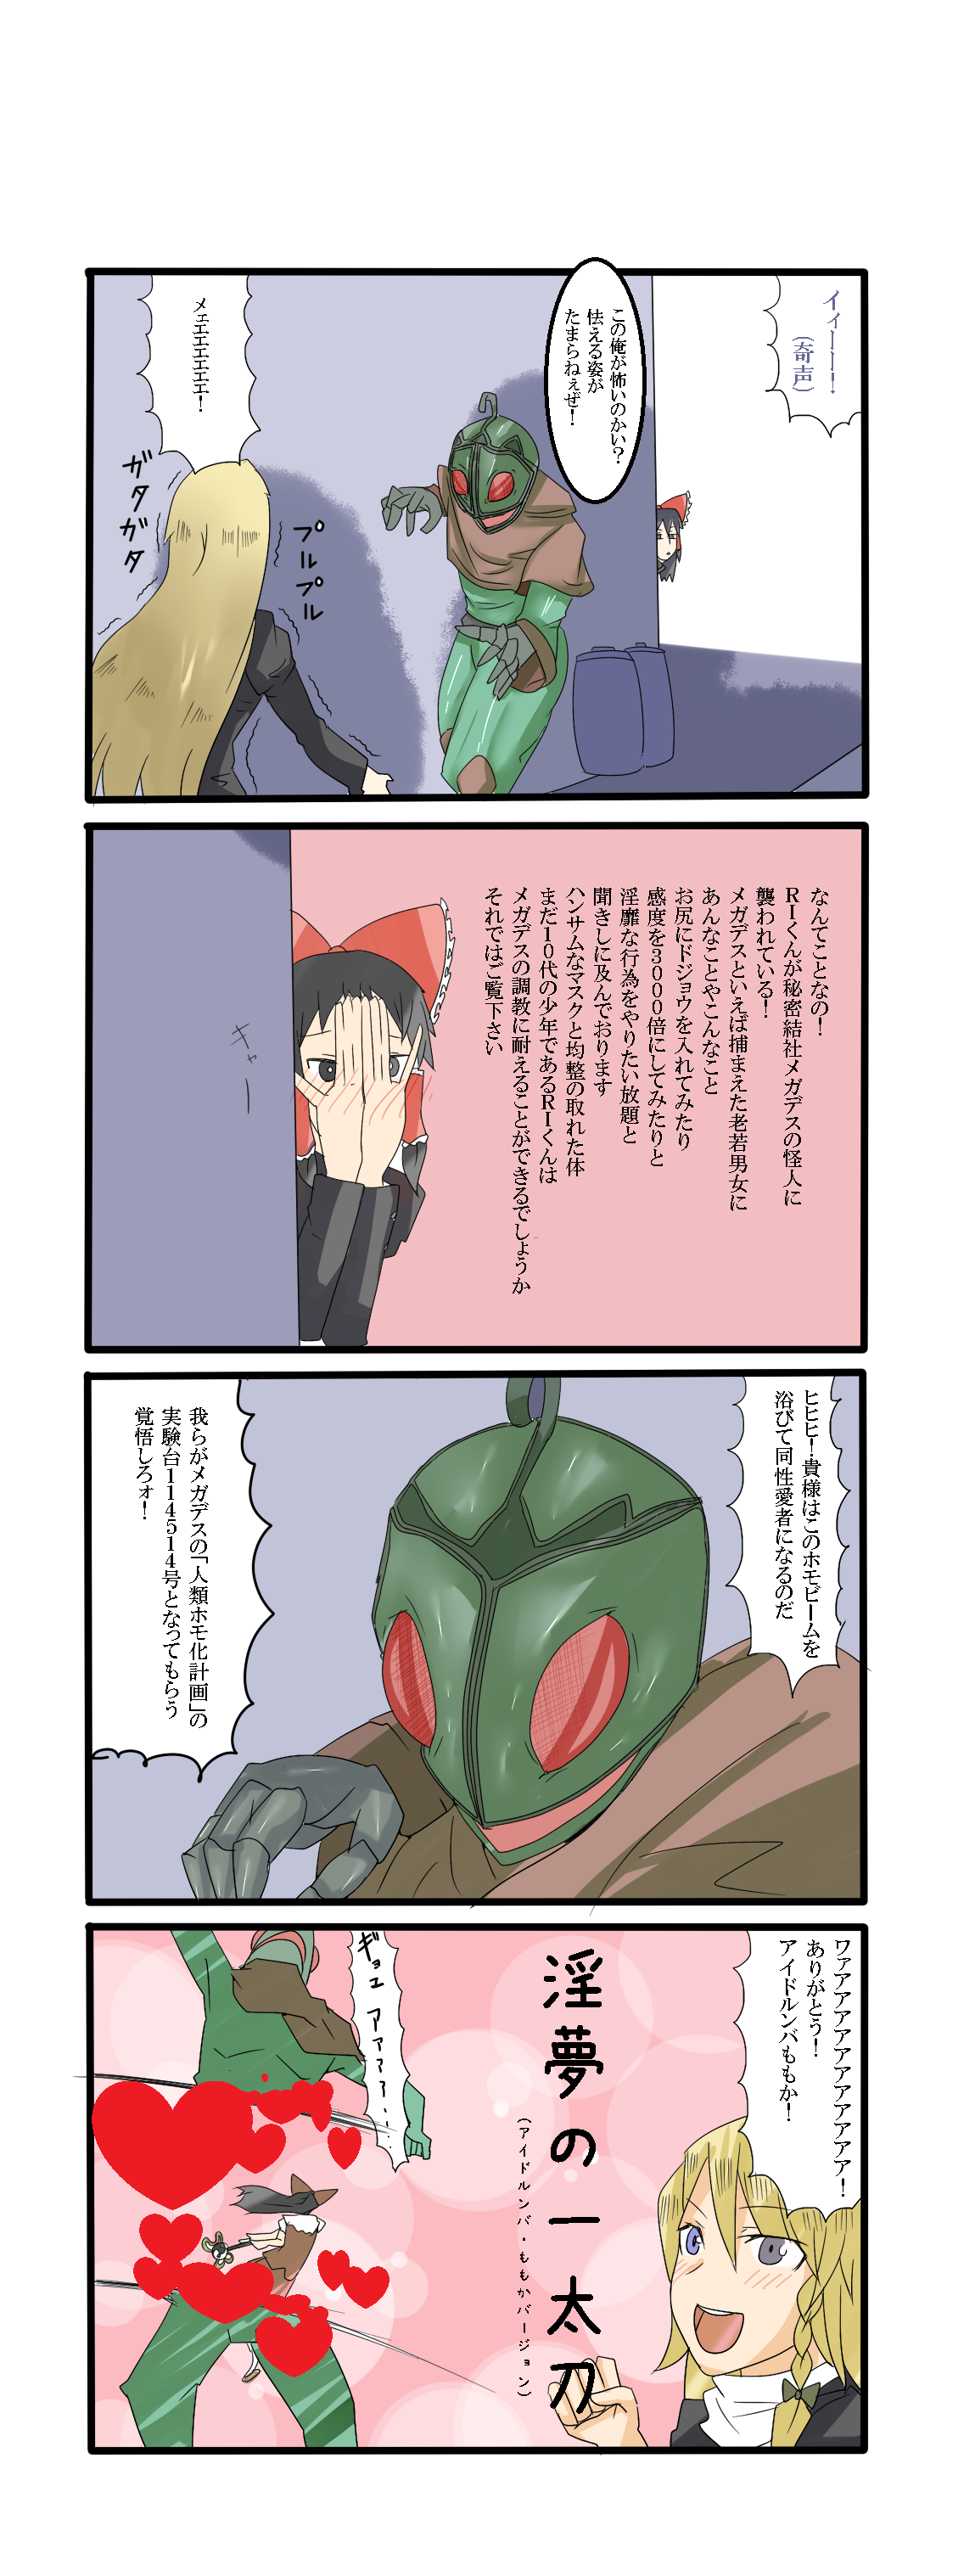 イィーー！
（奇声）
この俺が怖いのかい？
怯える姿が
たまらねぇぜ！
メェエエエエエ！
プルプル
ガタガタ
なんてことなの！
ＲＩくんが秘密結社メガデスの怪人に
襲われている！
メガデスといえば捕まえた老若男女に
あんなことやこんなこと
お尻にドジョウを入れてみたり
感度を３０００倍にしてみたりと
淫靡な行為をやりたい放題と
聞きしに及んでおります
ハンサムなマスクと均整の取れた体
まだ１０代の少年であるＲＩくんは
メガデスの調教に耐えることができるでしょうか
それではご覧下さい
キャー
ヒヒヒ！貴様はこのホモビームを
浴びて同性愛者になるのだ
我らがメガデスの「人類ホモ化計画」の
実験台１１４５１４号となってもらう
覚悟しろォ！
ワァアアアアアアアアアアア！
ありがとう！
アイドルンバももか！
淫夢の一太刀
（アイドルンバ・ももかバージョン）
ギョエァァァァ・・・・